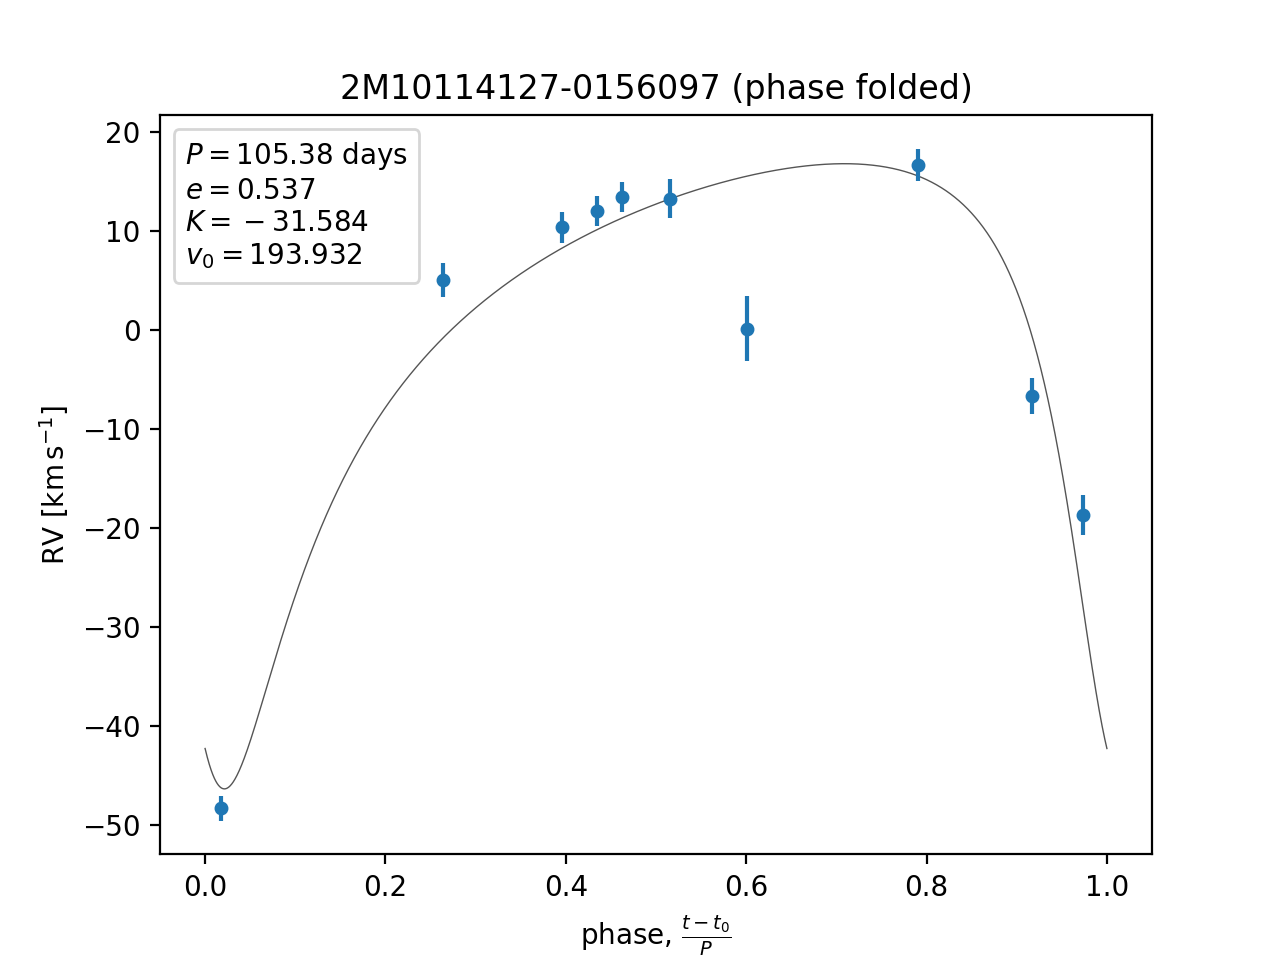 2M10114127-0156097 (phase folded)
P = 105.38 days
e = 0.537
K = −31.584
v₀ = 193.932
20
10
0
−10
−20
−30
−40
−50
RV [km s⁻¹]
0.0 0.2 0.4 0.6 0.8 1.0
phase, (t − t₀)/P